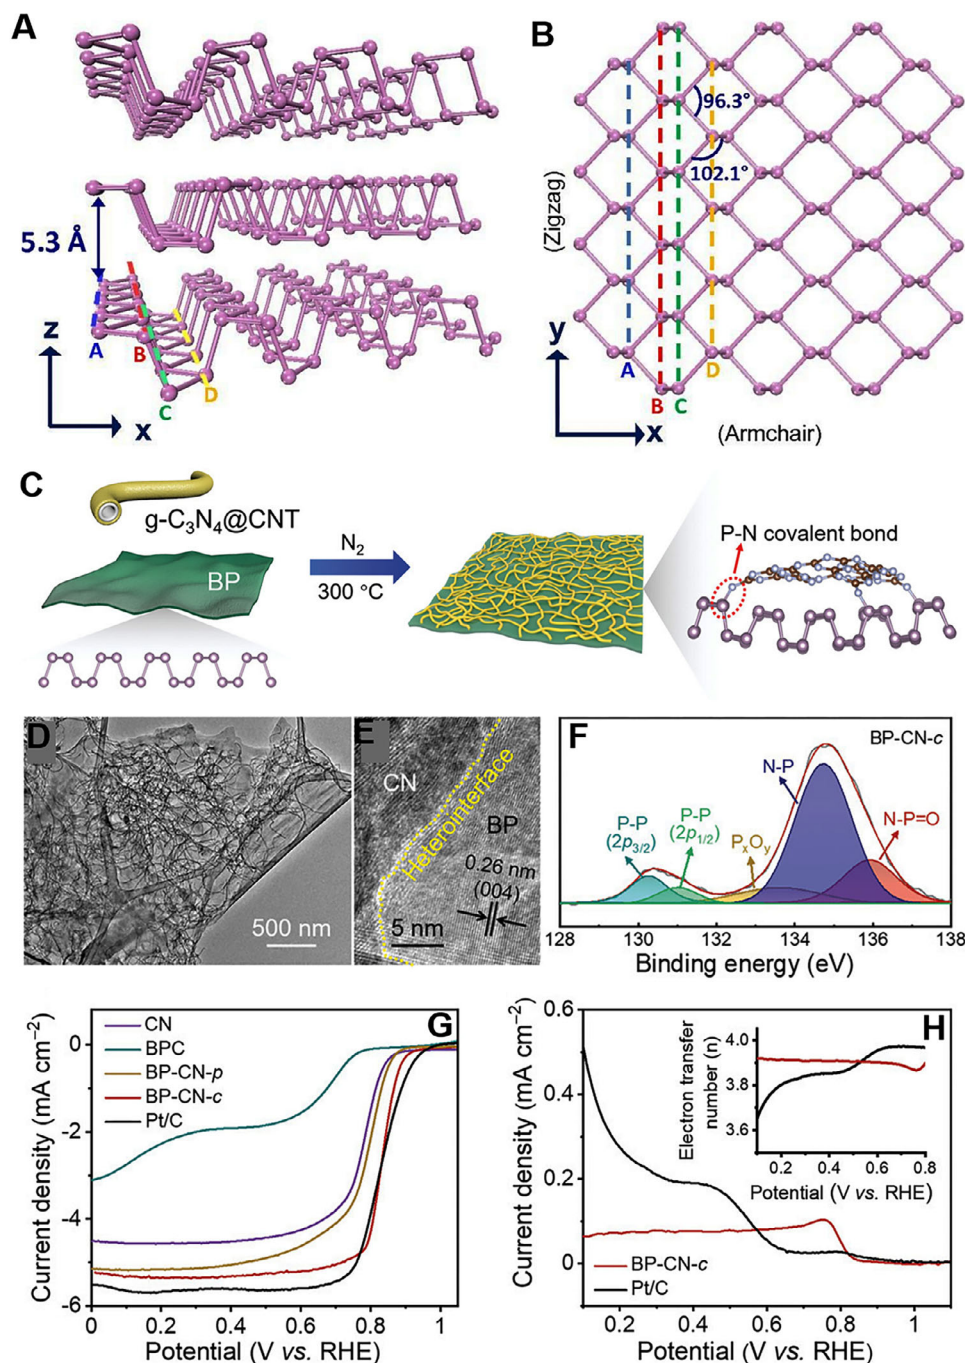 A
5.3 Å
z
x
A
B
C
D
B
96.3°
102.1°
(Zigzag)
y
x
A
B
C
D
(Armchair)
C
g-C₃N₄@CNT
BP
N₂
300 °C
P-N covalent bond
D
500 nm
E
CN
Heterointerface
BP
0.26 nm
(004)
5 nm
F
BP-CN-c
N-P
P-P
(2p₃/₂)
P-P
(2p₁/₂)
PₓOᵧ
N-P=O
128
130
132
134
136
138
Binding energy (eV)
G
CN
BPC
BP-CN-p
BP-CN-c
Pt/C
0
-2
-4
-6
Current density (mA cm⁻²)
0
0.2
0.4
0.6
0.8
1
Potential (V vs. RHE)
H
0.6
0.4
0.2
0
Current density (mA cm⁻²)
Electron transfer
number (n)
4.0
3.8
3.6
0.2
0.4
0.6
0.8
Potential (V vs. RHE)
BP-CN-c
Pt/C
0.2
0.4
0.6
0.8
1
Potential (V vs. RHE)